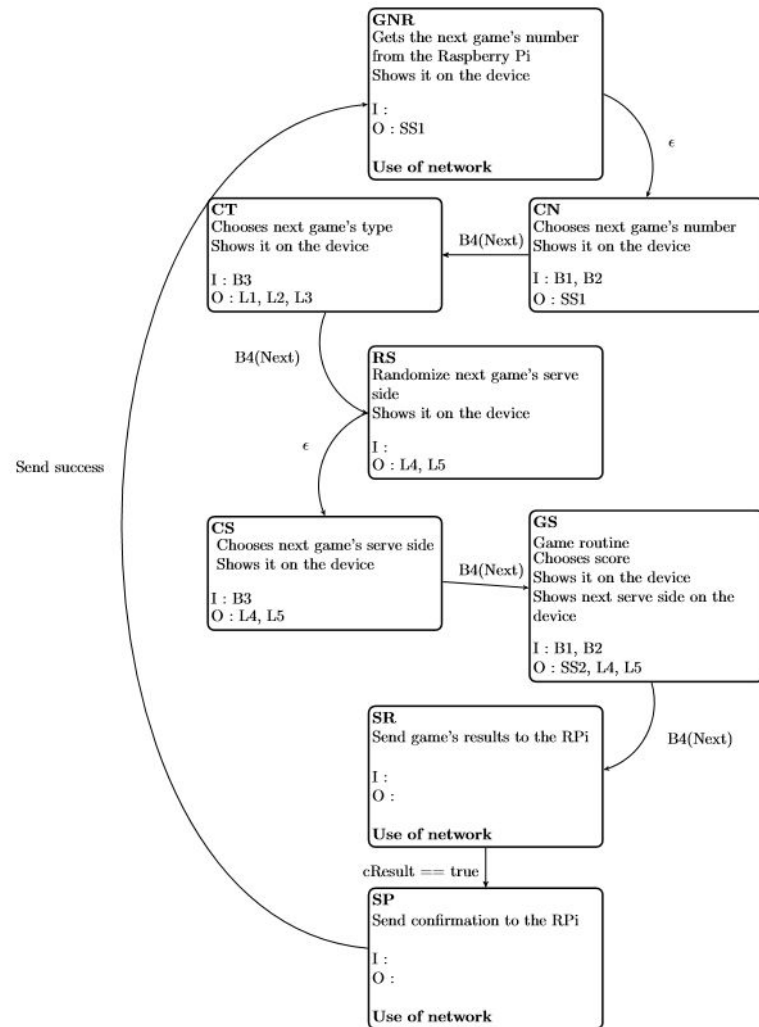 GNR
Gets the next game's number
from the Raspberry Pi
Shows it on the device
I :
O : SS1
Use of network
ϵ
CT
Chooses next game's type
Shows it on the device
I : B3
O : L1, L2, L3
B4(Next)
CN
Chooses next game's number
Shows it on the device
I : B1, B2
O : SS1
B4(Next)
RS
Randomize next game's serve
side
Shows it on the device
I :
O : L4, L5
ϵ
Send success
CS
Chooses next game's serve side
Shows it on the device
I : B3
O : L4, L5
B4(Next)
GS
Game routine
Chooses score
Shows it on the device
Shows next serve side on the
device
I : B1, B2
O : SS2, L4, L5
B4(Next)
SR
Send game's results to the RPi
I :
O :
Use of network
cResult == true
SP
Send confirmation to the RPi
I :
O :
Use of network